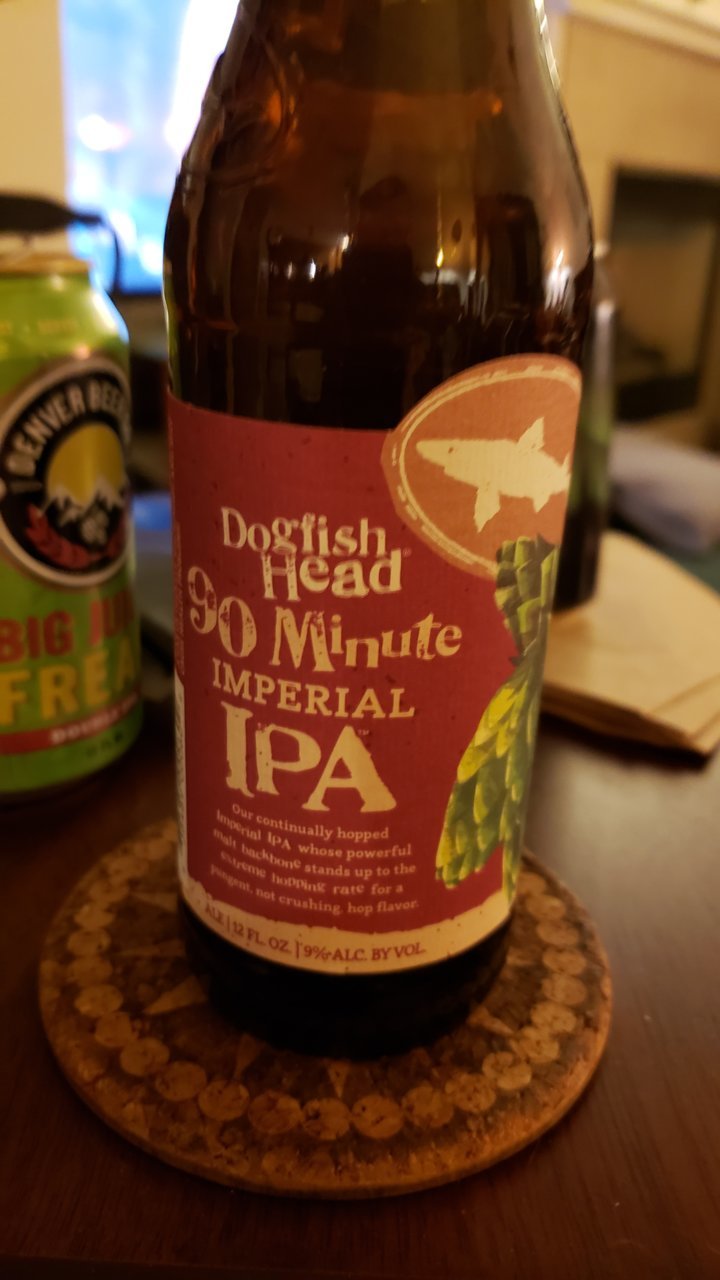 DENVER BEER
BIG
FREA
DOUBLE
Dogfish
Head
90 Minute
IMPERIAL
IPA™
Our continually hopped
Imperial IPA whose powerful
malt backbone stands up to the
extreme hopping rate for a
pungent, not crushing, hop flavor.
ALE | 12 FL. OZ. | 9% ALC. BY VOL.